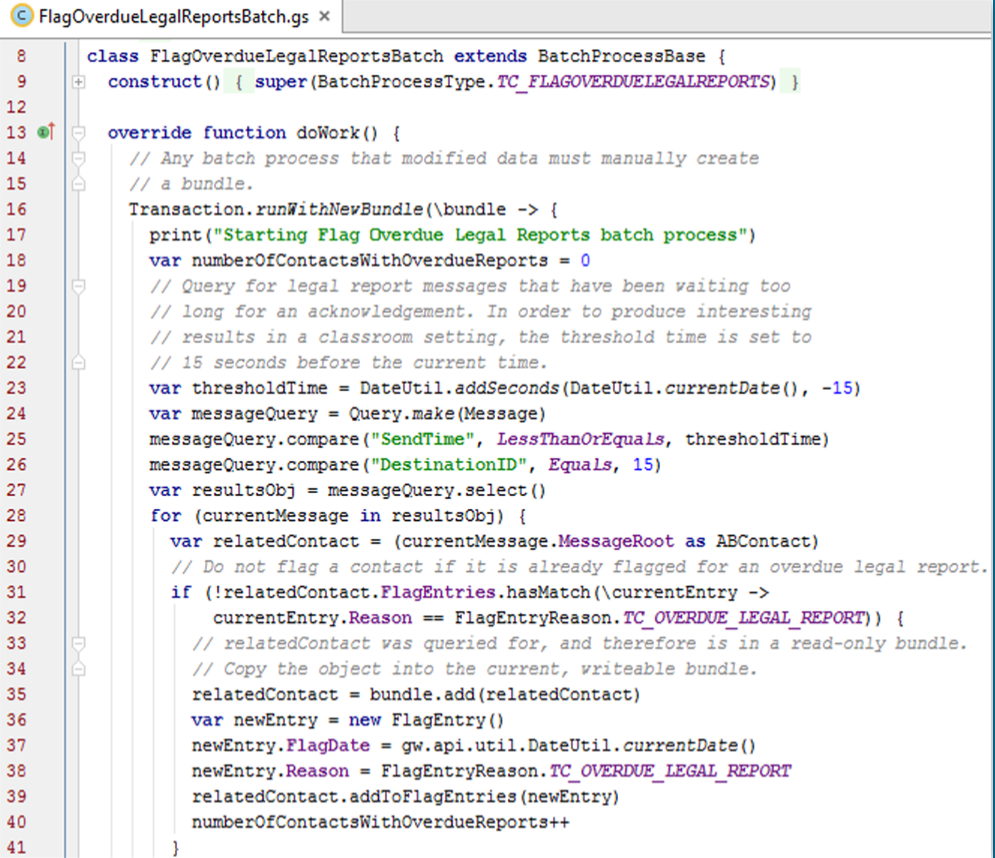 FlagOverdueLegalReportsBatch.gs ×
8 class FlagOverdueLegalReportsBatch extends BatchProcessBase {
9 construct() { super(BatchProcessType.TC_FLAGOVERDUELEGALREPORTS) }
12
13 override function doWork() {
14 // Any batch process that modified data must manually create
15 // a bundle.
16 Transaction.runWithNewBundle(\bundle -> {
17 print("Starting Flag Overdue Legal Reports batch process")
18 var numberOfContactsWithOverdueReports = 0
19 // Query for legal report messages that have been waiting too
20 // long for an acknowledgement. In order to produce interesting
21 // results in a classroom setting, the threshold time is set to
22 // 15 seconds before the current time.
23 var thresholdTime = DateUtil.addSeconds(DateUtil.currentDate(), -15)
24 var messageQuery = Query.make(Message)
25 messageQuery.compare("SendTime", LessThanOrEquals, thresholdTime)
26 messageQuery.compare("DestinationID", Equals, 15)
27 var resultsObj = messageQuery.select()
28 for (currentMessage in resultsObj) {
29 var relatedContact = (currentMessage.MessageRoot as ABContact)
30 // Do not flag a contact if it is already flagged for an overdue legal report.
31 if (!relatedContact.FlagEntries.hasMatch(\currentEntry ->
32 currentEntry.Reason == FlagEntryReason.TC_OVERDUE_LEGAL_REPORT)) {
33 // relatedContact was queried for, and therefore is in a read-only bundle.
34 // Copy the object into the current, writeable bundle.
35 relatedContact = bundle.add(relatedContact)
36 var newEntry = new FlagEntry()
37 newEntry.FlagDate = gw.api.util.DateUtil.currentDate()
38 newEntry.Reason = FlagEntryReason.TC_OVERDUE_LEGAL_REPORT
39 relatedContact.addToFlagEntries(newEntry)
40 numberOfContactsWithOverdueReports++
41 }